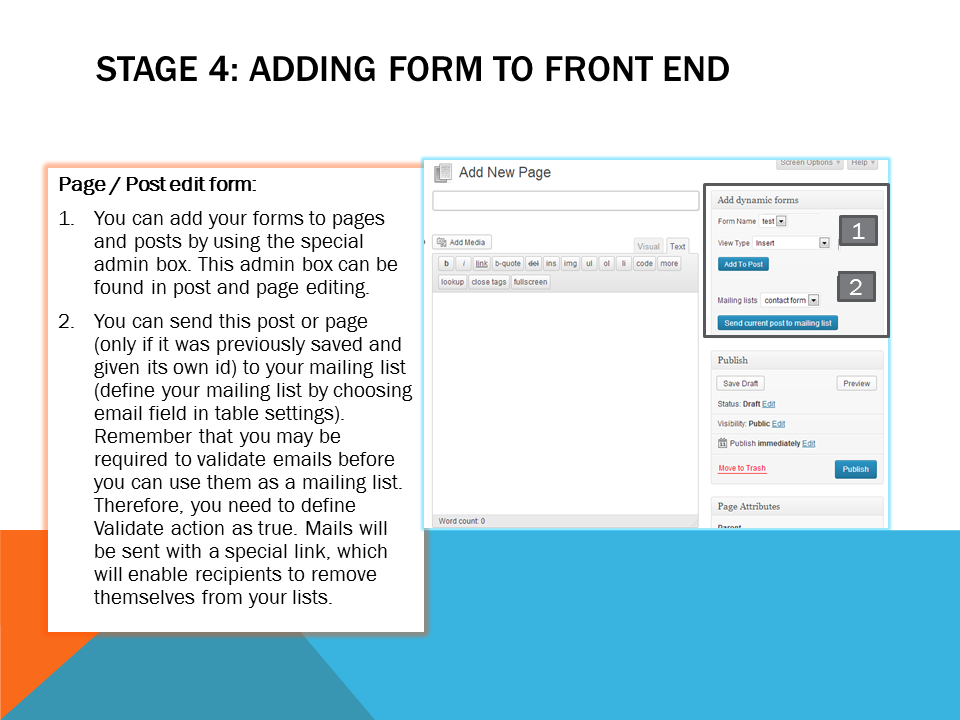 STAGE 4: ADDING FORM TO FRONT END
Page / Post edit form:
1. You can add your forms to pages
and posts by using the special
admin box. This admin box can be
found in post and page editing.
2. You can send this post or page
(only if it was previously saved and
given its own id) to your mailing list
(define your mailing list by choosing
email field in table settings).
Remember that you may be
required to validate emails before
you can use them as a mailing list.
Therefore, you need to define
Validate action as true. Mails will
be sent with a special link, which
will enable recipients to remove
themselves from your lists.
Screen Options Help
Add New Page
Add Media
Visual Text
b i link b-quote del ins img ul ol li code more
lookup close tags fullscreen
Word count: 0
Add dynamic forms
Form Name test
1
View Type Insert
Add To Post
2
Mailing lists contact form
Send current post to mailing list
Publish
Save Draft Preview
Status: Draft Edit
Visibility: Public Edit
Publish immediately Edit
Move to Trash Publish
Page Attributes
Parent